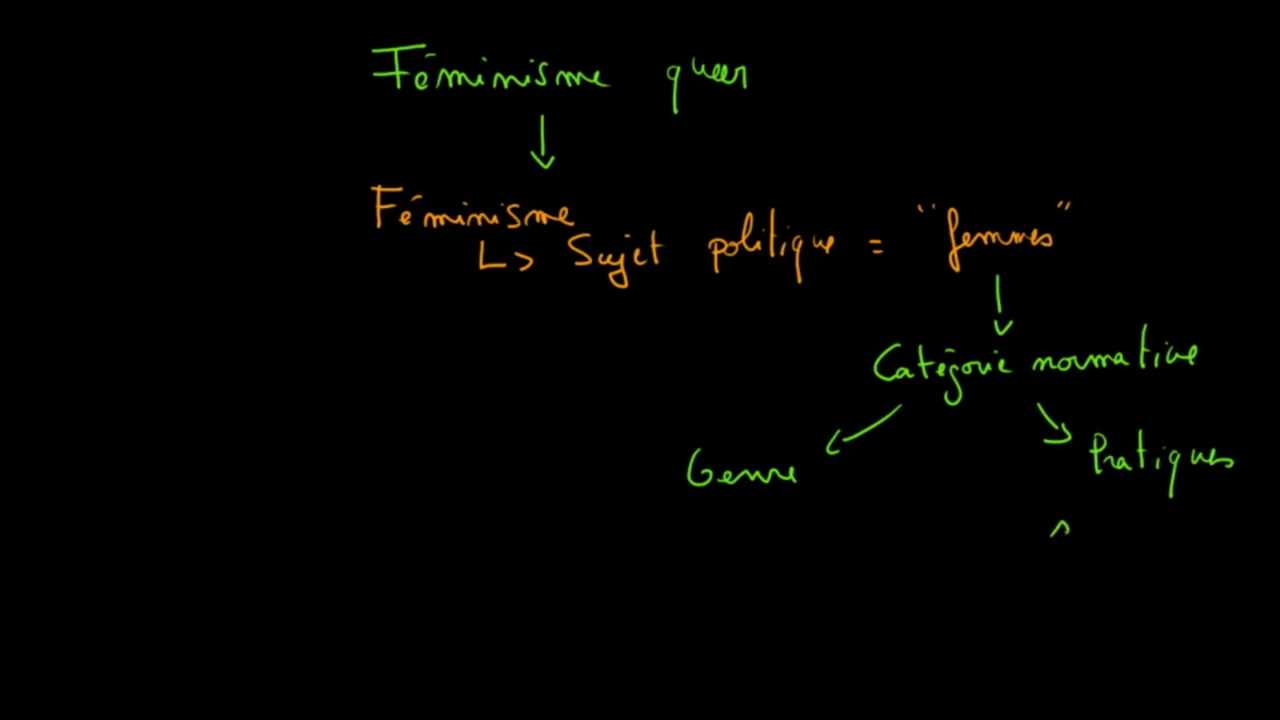 Féminisme queer
Féminisme
↳ Sujet politique = "femmes"
Catégorie normative
Genre
Pratiques